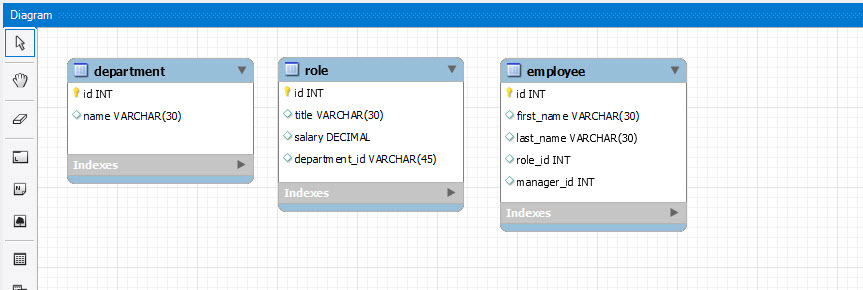 Diagram
department
id INT
name VARCHAR(30)
Indexes
role
id INT
title VARCHAR(30)
salary DECIMAL
department_id VARCHAR(45)
Indexes
employee
id INT
first_name VARCHAR(30)
last_name VARCHAR(30)
role_id INT
manager_id INT
Indexes